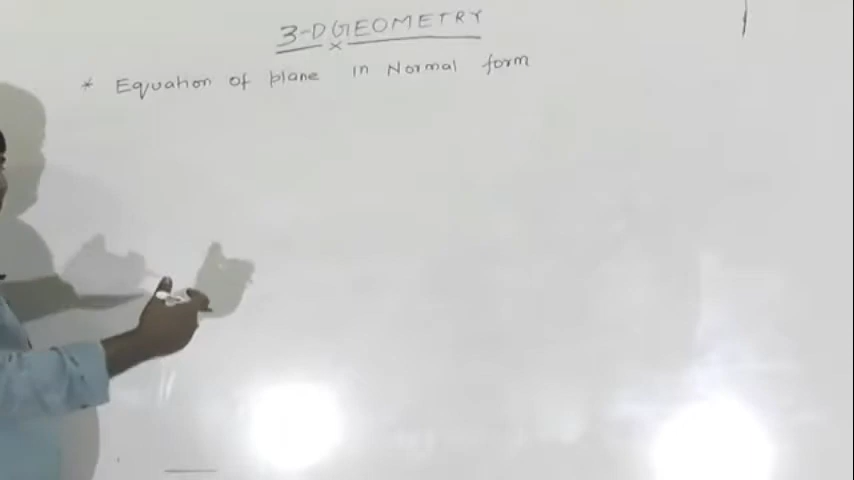 3-D GEOMETRY
* Equation of plane in Normal form